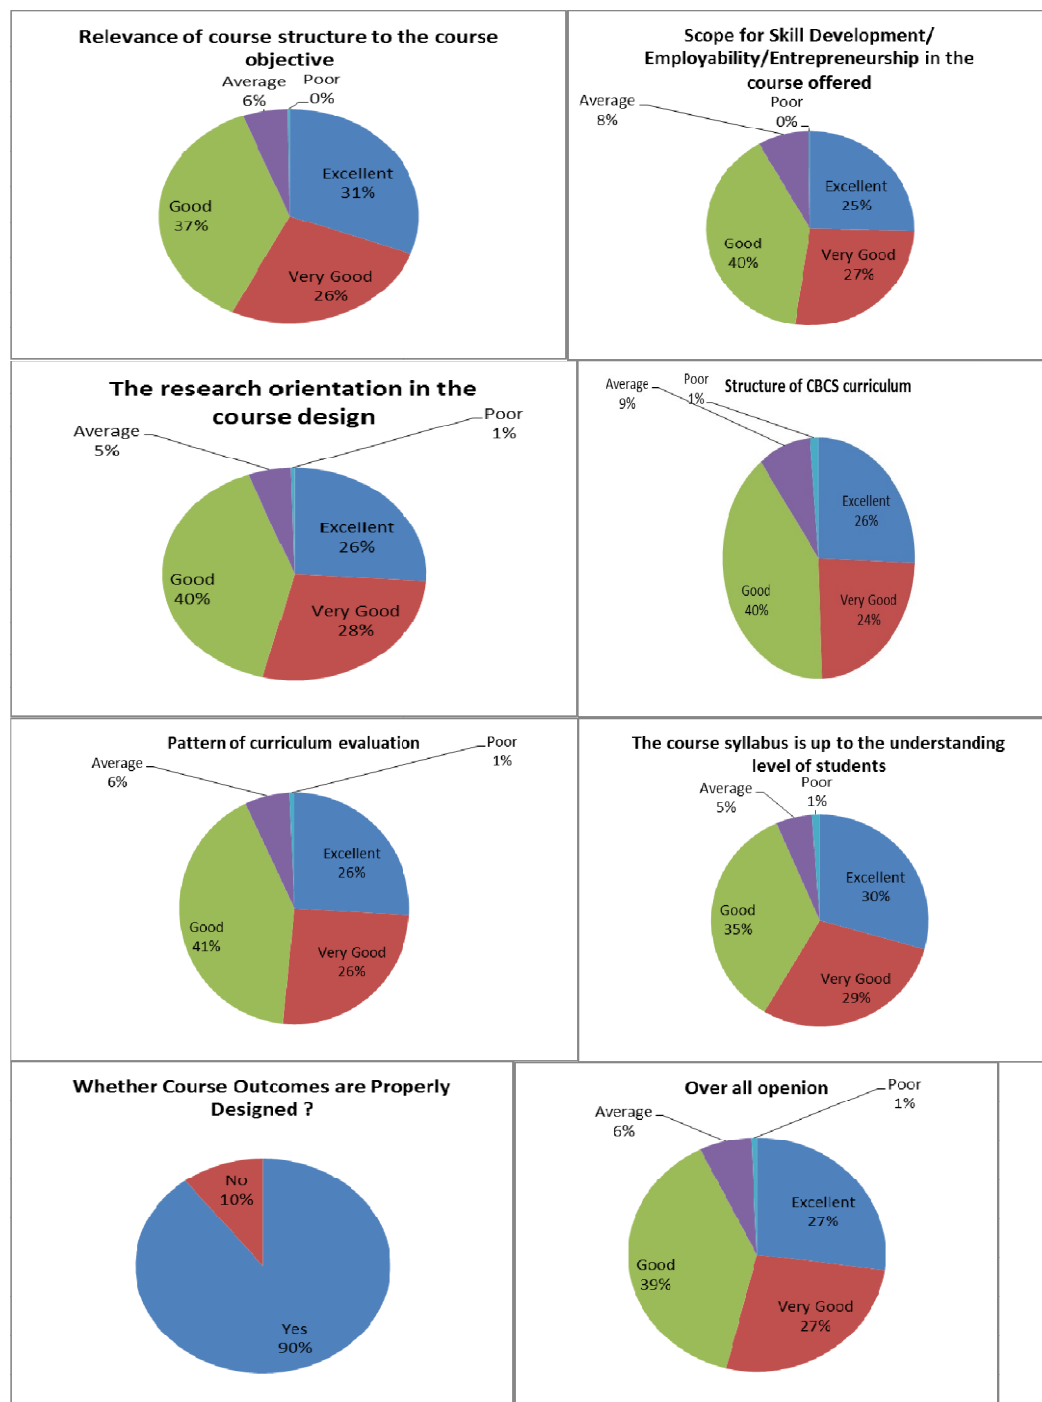 Relevance of course structure to the course
objective
Average
6%
Poor
0%
Excellent
31%
Good
37%
Very Good
26%
Scope for Skill Development/
Employability/Entrepreneurship in the
course offered
Average
8%
Poor
0%
Excellent
25%
Good
40%
Very Good
27%
The research orientation in the
course design
Average
5%
Poor
1%
Excellent
26%
Good
40%
Very Good
28%
Structure of CBCS curriculum
Average
9%
Poor
1%
Excellent
26%
Good
40%
Very Good
24%
Pattern of curriculum evaluation
Average
6%
Poor
1%
Excellent
26%
Good
41%
Very Good
26%
The course syllabus is up to the understanding
level of students
Average
5%
Poor
1%
Excellent
30%
Good
35%
Very Good
29%
Whether Course Outcomes are Properly
Designed ?
No
10%
Yes
90%
Over all openion
Average
6%
Poor
1%
Excellent
27%
Good
39%
Very Good
27%